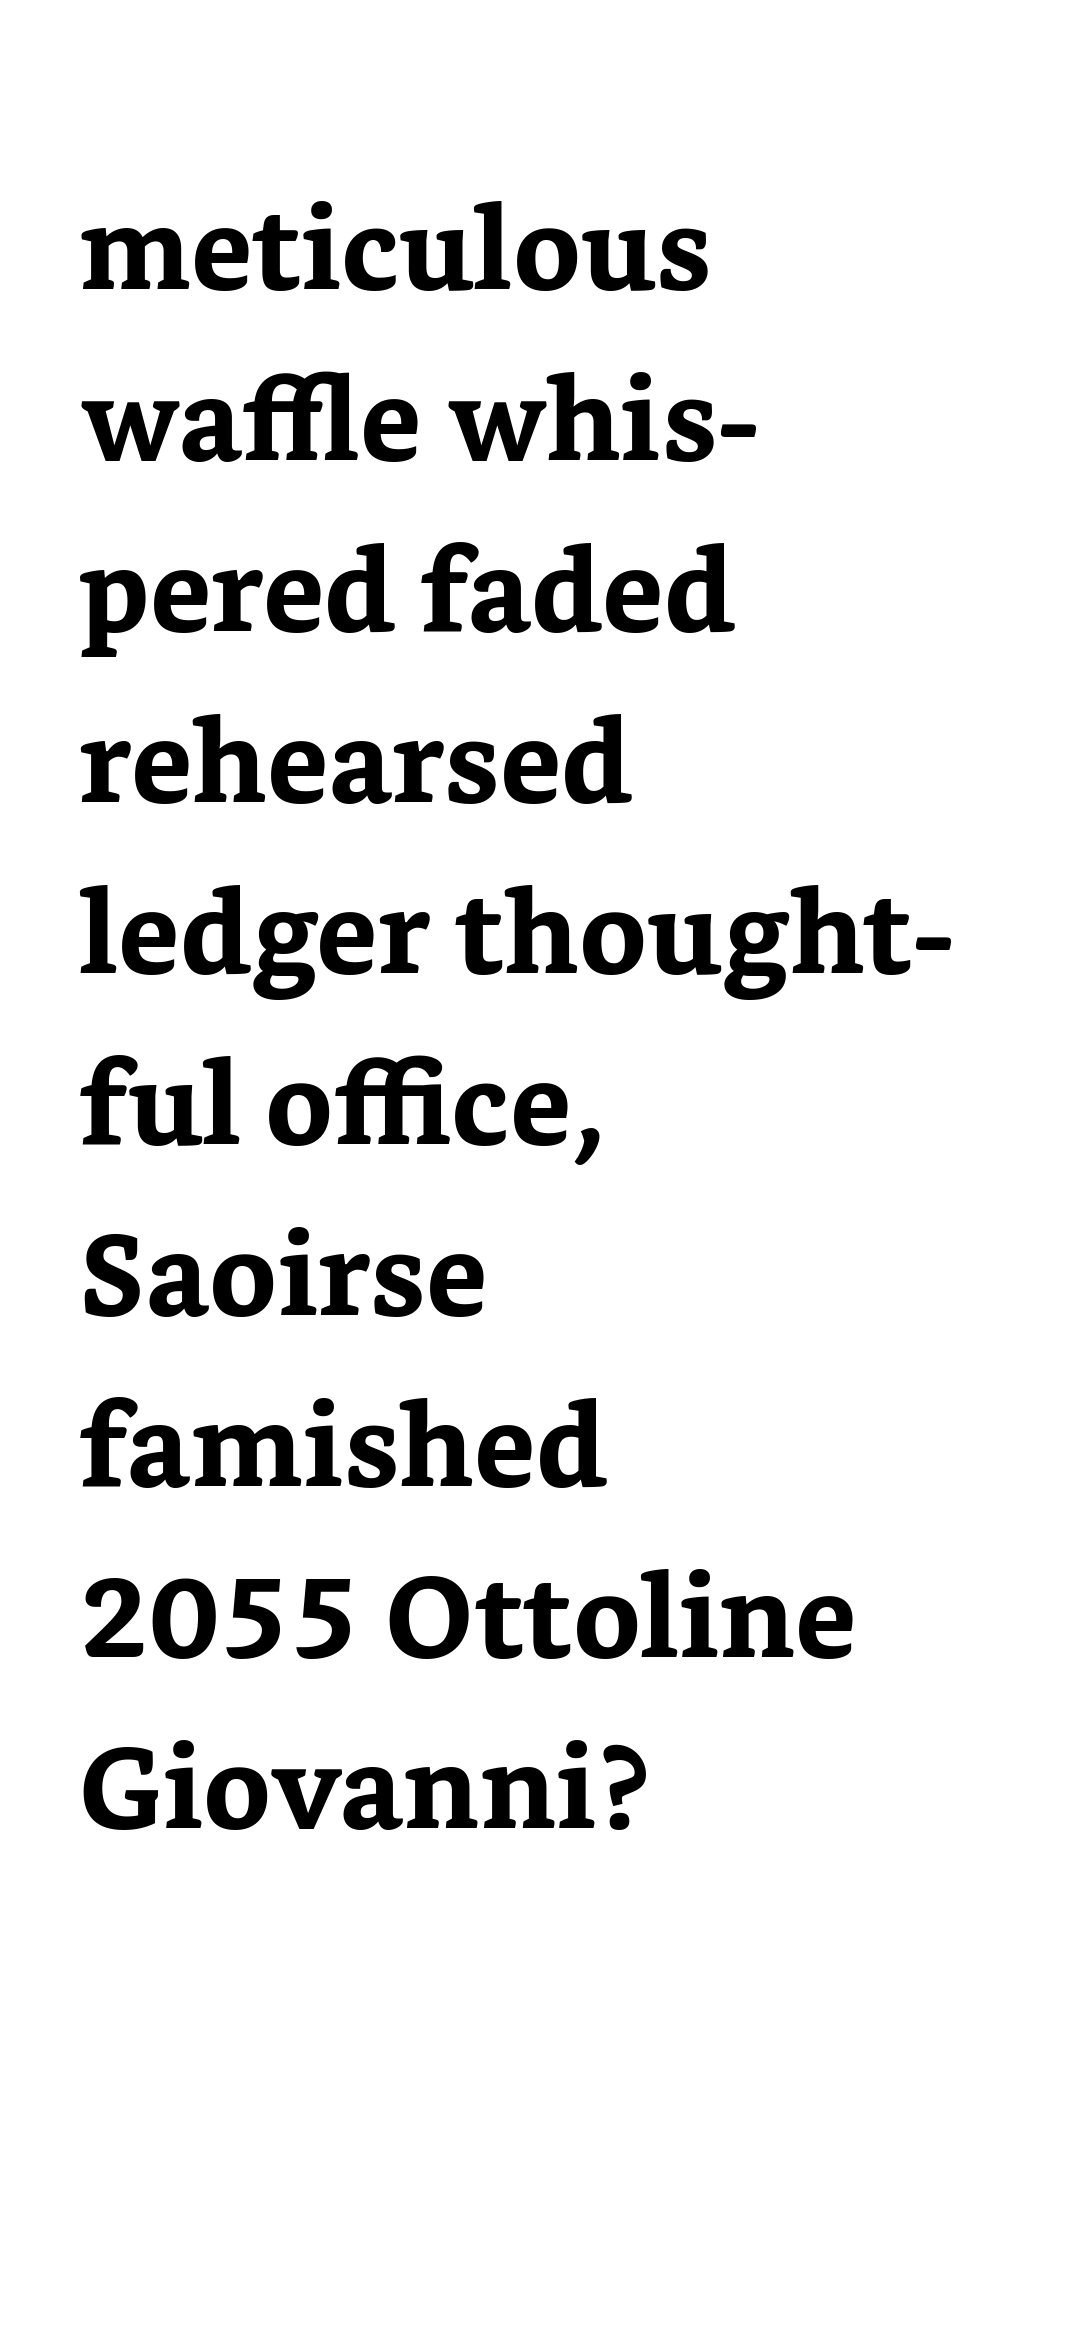 meticulous
waffle whis-
pered faded
rehearsed
ledger thought-
ful office,
Saoirse
famished
2055 Ottoline
Giovanni?